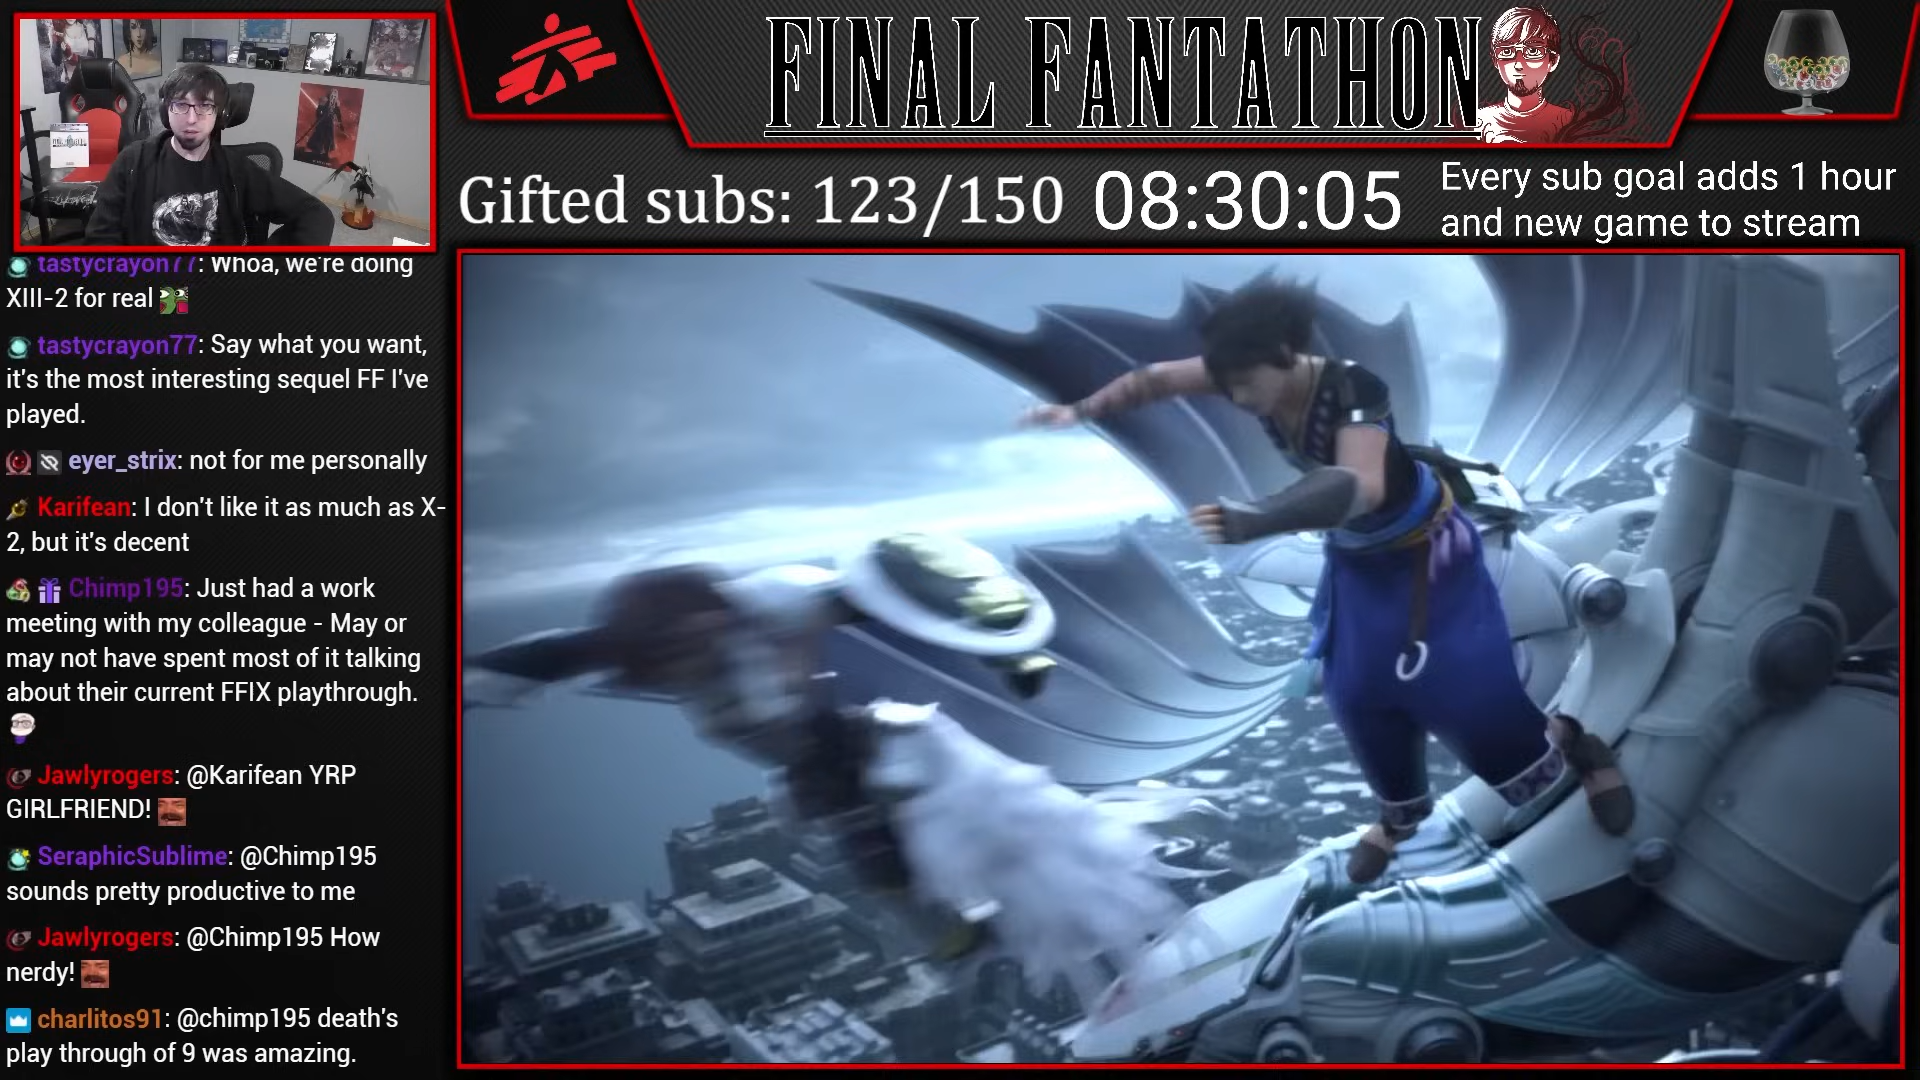 FINAL FANTATHON
Gifted subs: 123/150
08:30:05
Every sub goal adds 1 hour
and new game to stream
tastycrayon77: Whoa, we're doing
XIII-2 for real
tastycrayon77: Say what you want,
it's the most interesting sequel FF I've
played.
eyer_strix: not for me personally
Karifean: I don't like it as much as X-
2, but it's decent
Chimp195: Just had a work
meeting with my colleague - May or
may not have spent most of it talking
about their current FFIX playthrough.
Jawlyrogers: @Karifean YRP
GIRLFRIEND!
SeraphicSublime: @Chimp195
sounds pretty productive to me
Jawlyrogers: @Chimp195 How
nerdy!
charlitos91: @chimp195 death's
play through of 9 was amazing.